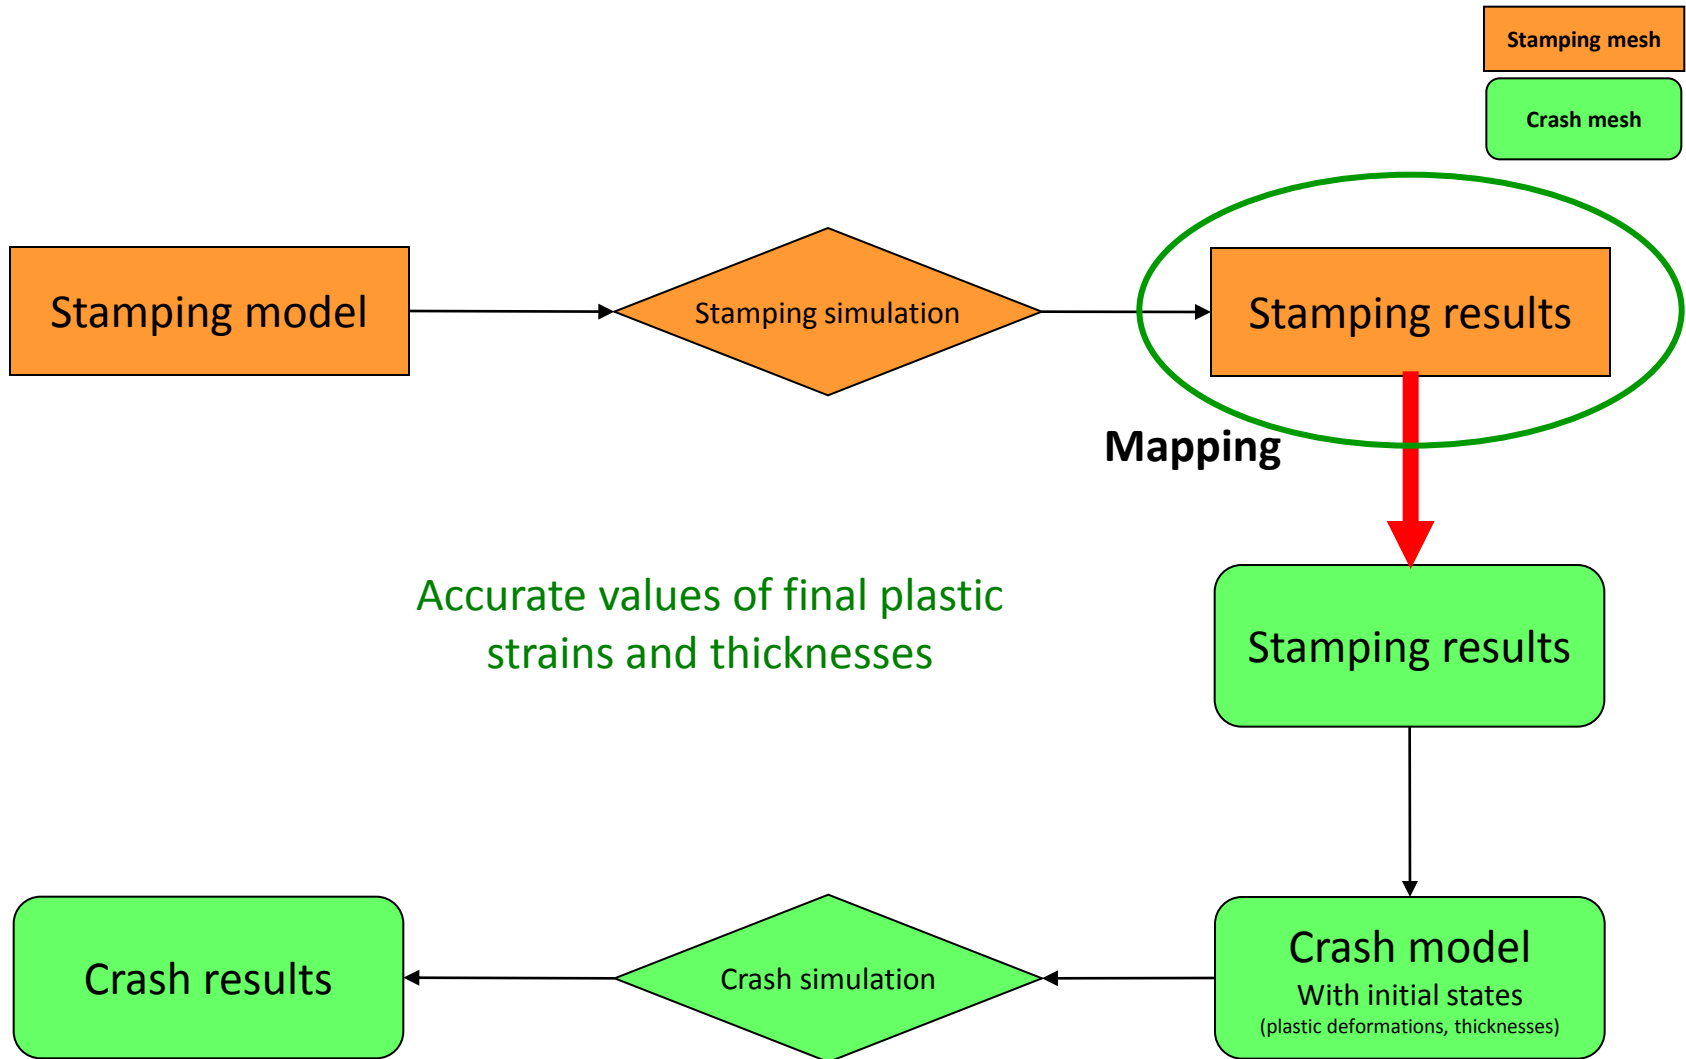 Stamping mesh
Crash mesh
Stamping model
Stamping simulation
Stamping results
Mapping
Accurate values of final plastic
strains and thicknesses
Stamping results
Crash results
Crash simulation
Crash model
With initial states
(plastic deformations, thicknesses)